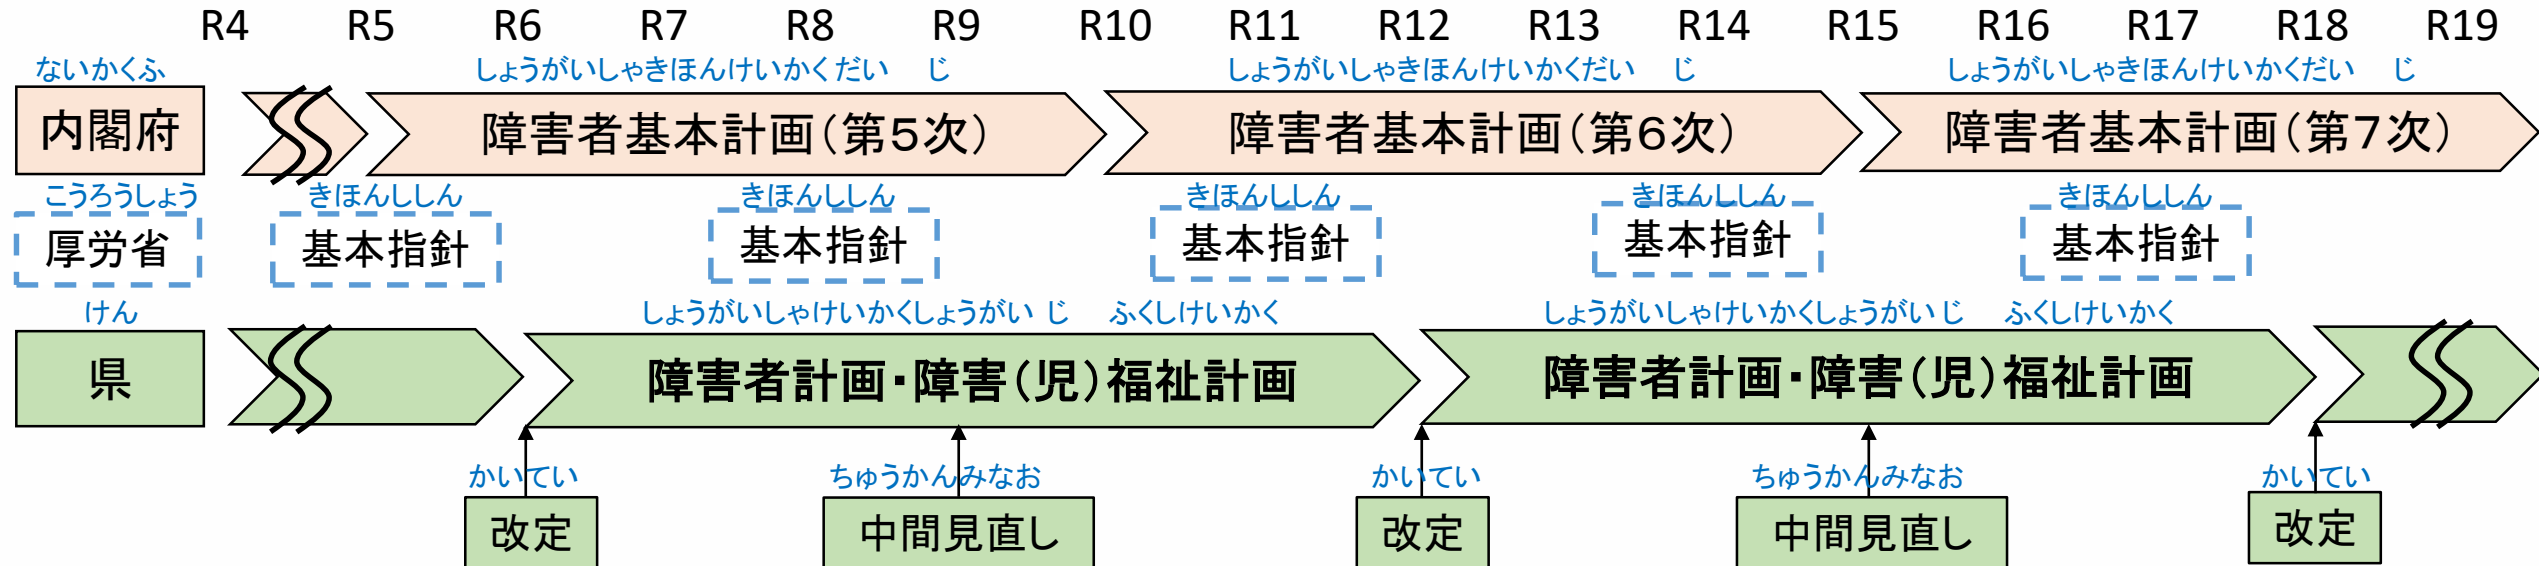 R4 R5 R6 R7 R8 R9 R10 R11 R12 R13 R14 R15 R16 R17 R18 R19
ないかくふ しょうがいしゃきほんけいかくだい じ しょうがいしゃきほんけいかくだい じ しょうがいしゃきほんけいかくだい じ
内閣府 障害者基本計画(第5次) 障害者基本計画(第6次) 障害者基本計画(第7次)
こうろうしょう きほんししん きほんししん きほんししん きほんししん きほんししん
厚労省 基本指針 基本指針 基本指針 基本指針 基本指針
けん しょうがいしゃけいかくしょうがい じ ふくしけいかく しょうがいしゃけいかくしょうがい じ ふくしけいかく
県 障害者計画・障害(児)福祉計画 障害者計画・障害(児)福祉計画
かいてい ちゅうかんみなお かいてい ちゅうかんみなお かいてい
改定 中間見直し 改定 中間見直し 改定